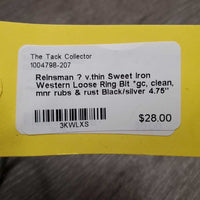 The Tack Collector
1004798-207
Reinsman ? v.thin Sweet Iron
Western Loose Ring Bit *gc, clean,
mnr rubs & rust Black/silver 4.75"
3KWLXS
$28.00